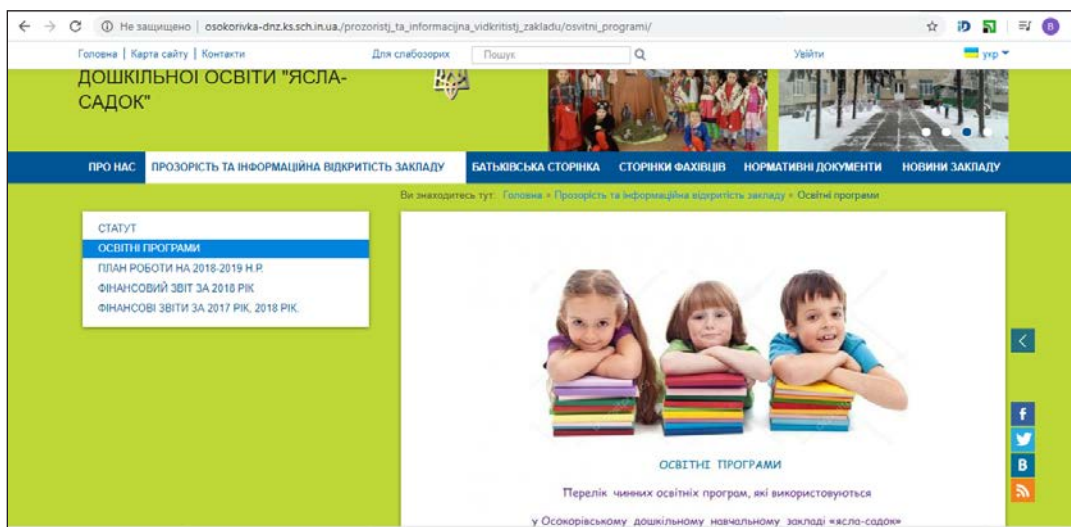 Не защищено | osokorivka-dnz.ks.sch.in.ua./prozoristj_ta_informacijna_vidkritistj_zakladu/osvitni_programi/
В
Головна | Карта сайту | Контакти Для слабозорих Пошук Увійти укр
ДОШКІЛЬНОЇ ОСВІТИ "ЯСЛА-
САДОК"
ПРО НАС ПРОЗОРІСТЬ ТА ІНФОРМАЦІЙНА ВІДКРИТІСТЬ ЗАКЛАДУ БАТЬКІВСЬКА СТОРІНКА СТОРІНКИ ФАХІВЦІВ НОРМАТИВНІ ДОКУМЕНТИ НОВИНИ ЗАКЛАДУ
Ви знаходитесь тут: Головна » Прозорість та інформаційна відкритість закладу » Освітні програми
СТАТУТ
ОСВІТНІ ПРОГРАМИ
ПЛАН РОБОТИ НА 2018-2019 Н.Р.
ФІНАНСОВИЙ ЗВІТ ЗА 2018 РІК
ФІНАНСОВІ ЗВІТИ ЗА 2017 РІК, 2018 РІК.
ОСВІТНІ ПРОГРАМИ
Перелік чинних освітніх програм, які використовуються
у Осокорівському дошкільному навчальному закладі «ясла-садок»